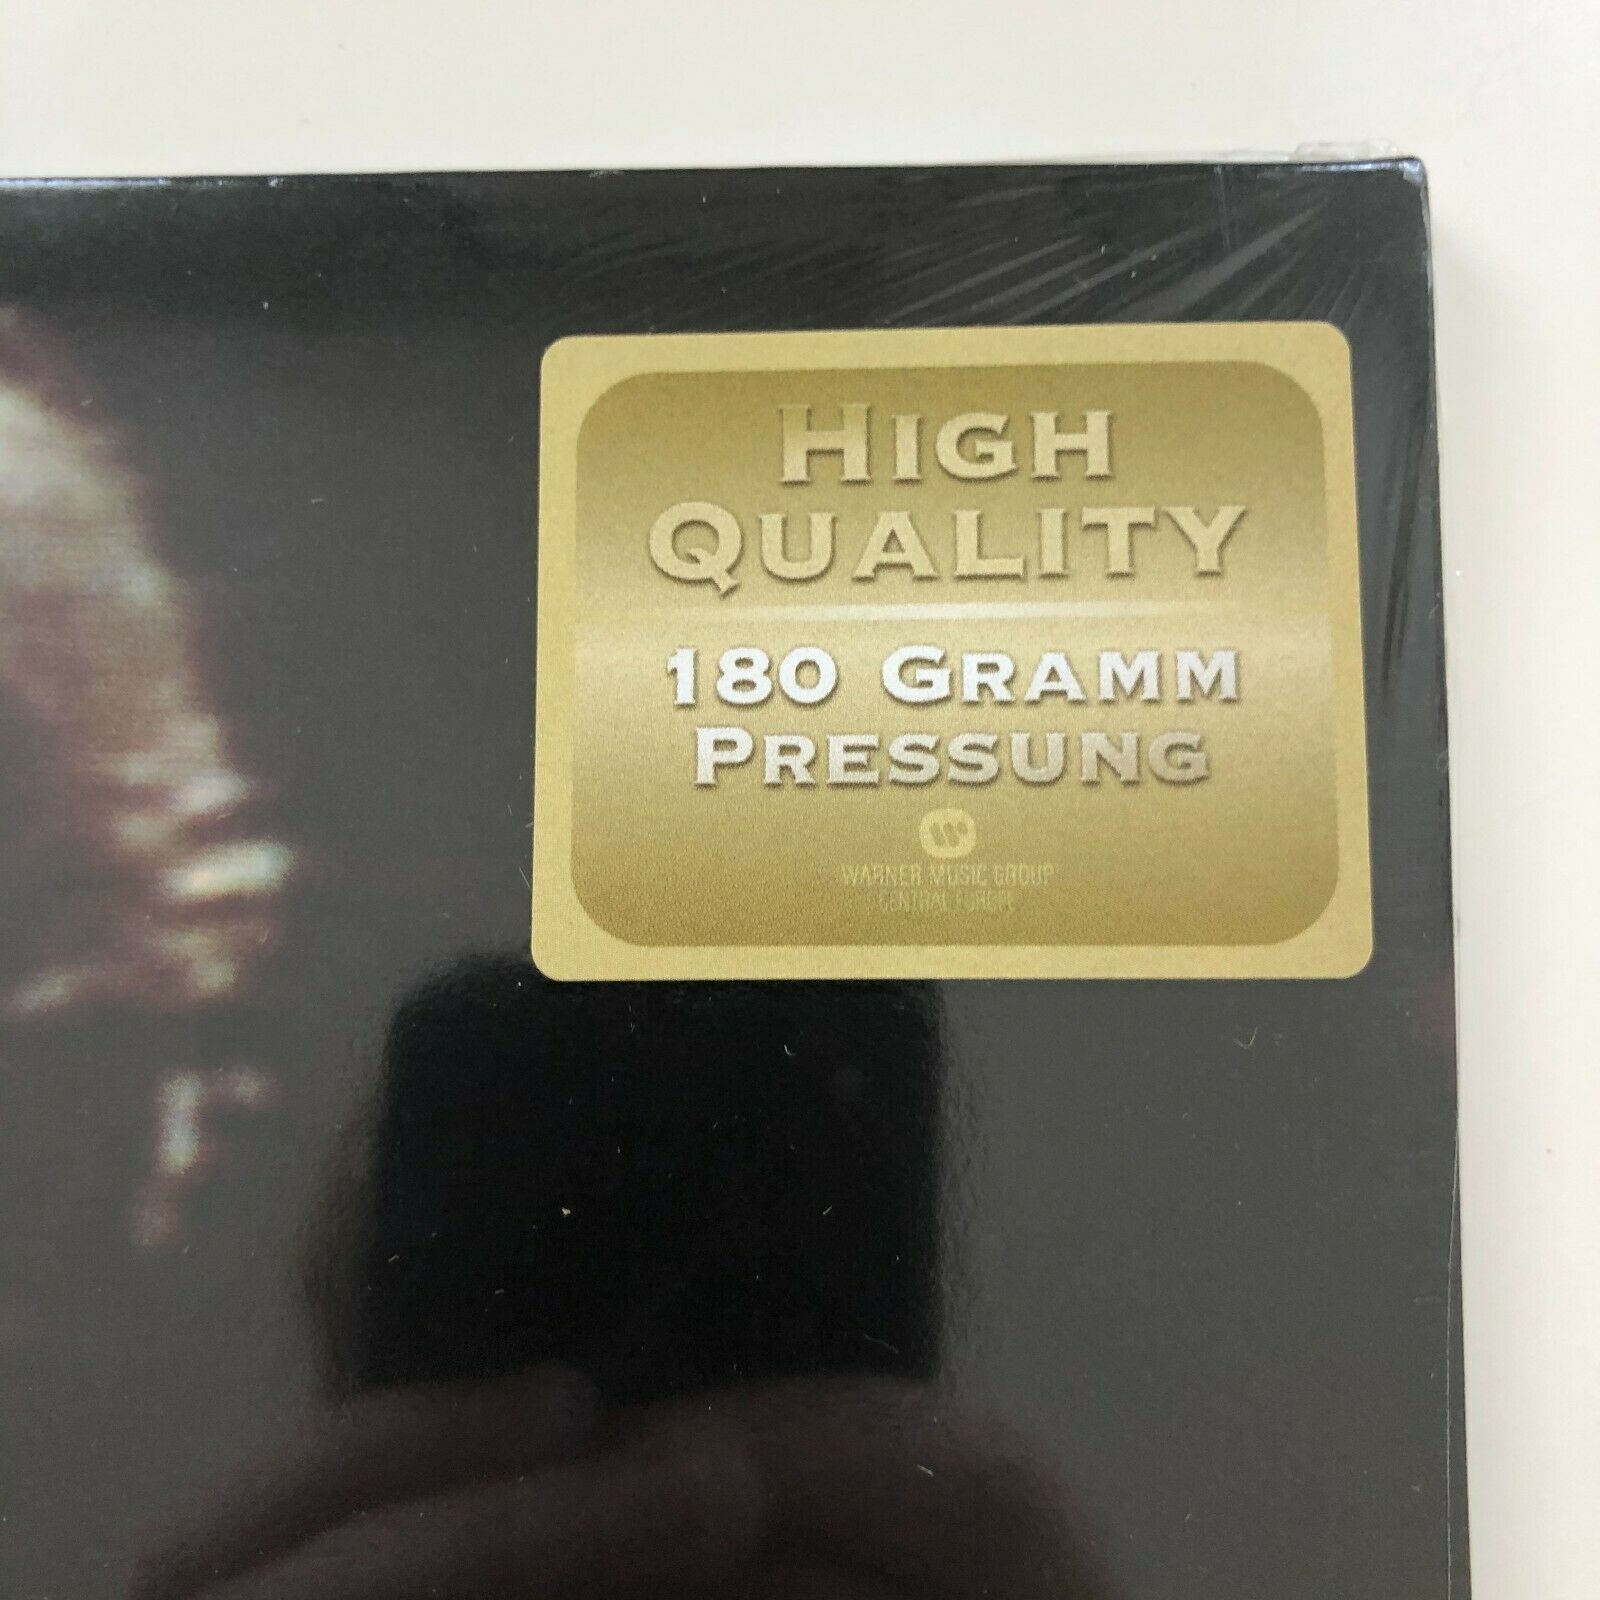 HIGH
QUALITY
180 GRAMM
PRESSUNG
WARNER MUSIC GROUP
CENTRAL EUROPE